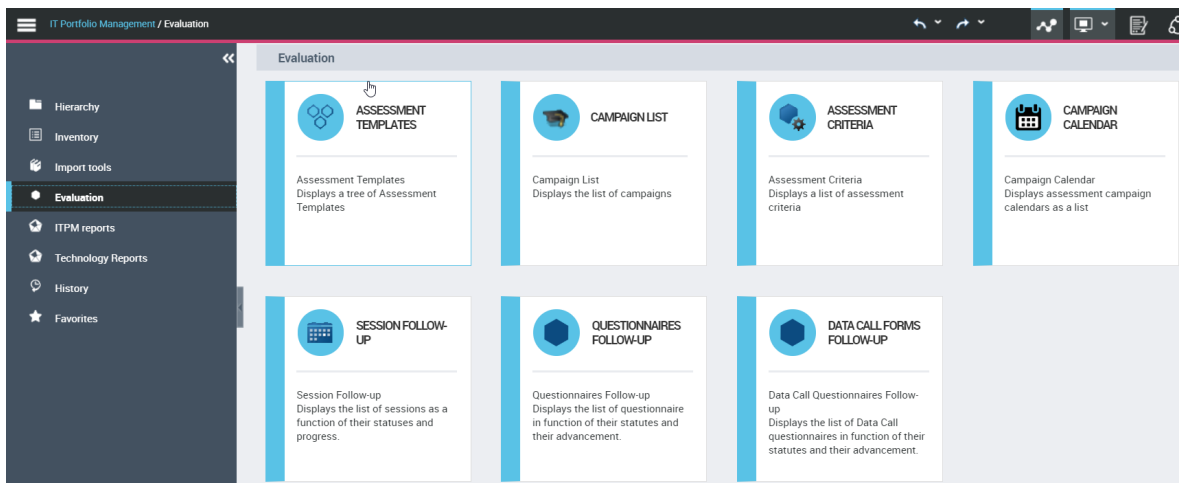 IT Portfolio Management / Evaluation
Evaluation
Hierarchy
Inventory
Import tools
Evaluation
ITPM reports
Technology Reports
History
Favorites
ASSESSMENT
TEMPLATES
Assessment Templates
Displays a tree of Assessment
Templates
CAMPAIGN LIST
Campaign List
Displays the list of campaigns
ASSESSMENT
CRITERIA
Assessment Criteria
Displays a list of assessment
criteria
CAMPAIGN
CALENDAR
Campaign Calendar
Displays assessment campaign
calendars as a list
SESSION FOLLOW-
UP
Session Follow-up
Displays the list of sessions as a
function of their statuses and
progress.
QUESTIONNAIRES
FOLLOW-UP
Questionnaires Follow-up
Displays the list of questionnaire
in function of their statutes and
their advancement.
DATA CALL FORMS
FOLLOW-UP
Data Call Questionnaires Follow-
up
Displays the list of Data Call
questionnaires in function of their
statutes and their advancement.